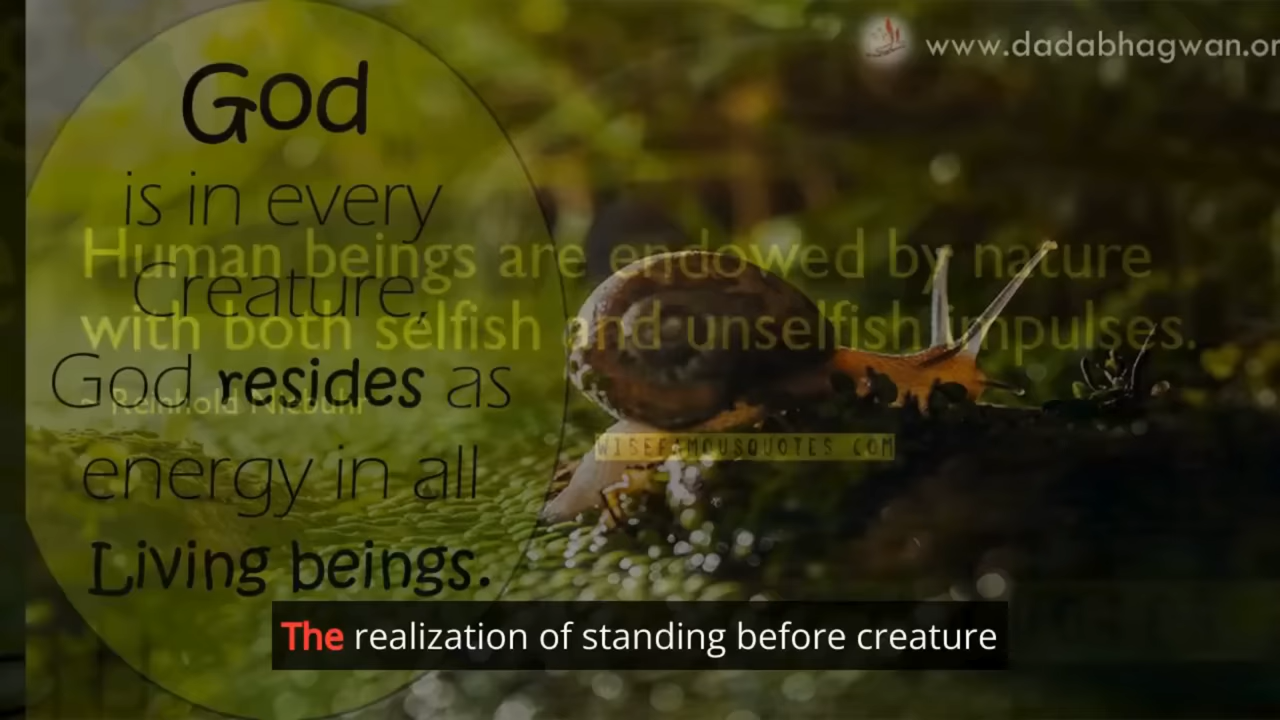 www.dadabhagwan.or
God
is in every
Creature,
God resides as
energy in all
Living beings.
Human beings are endowed by nature
with both selfish and unselfish impulses.
~ Reinhold Niebuhr
WISEFAMOUSQUOTES.COM
The realization of standing before creature